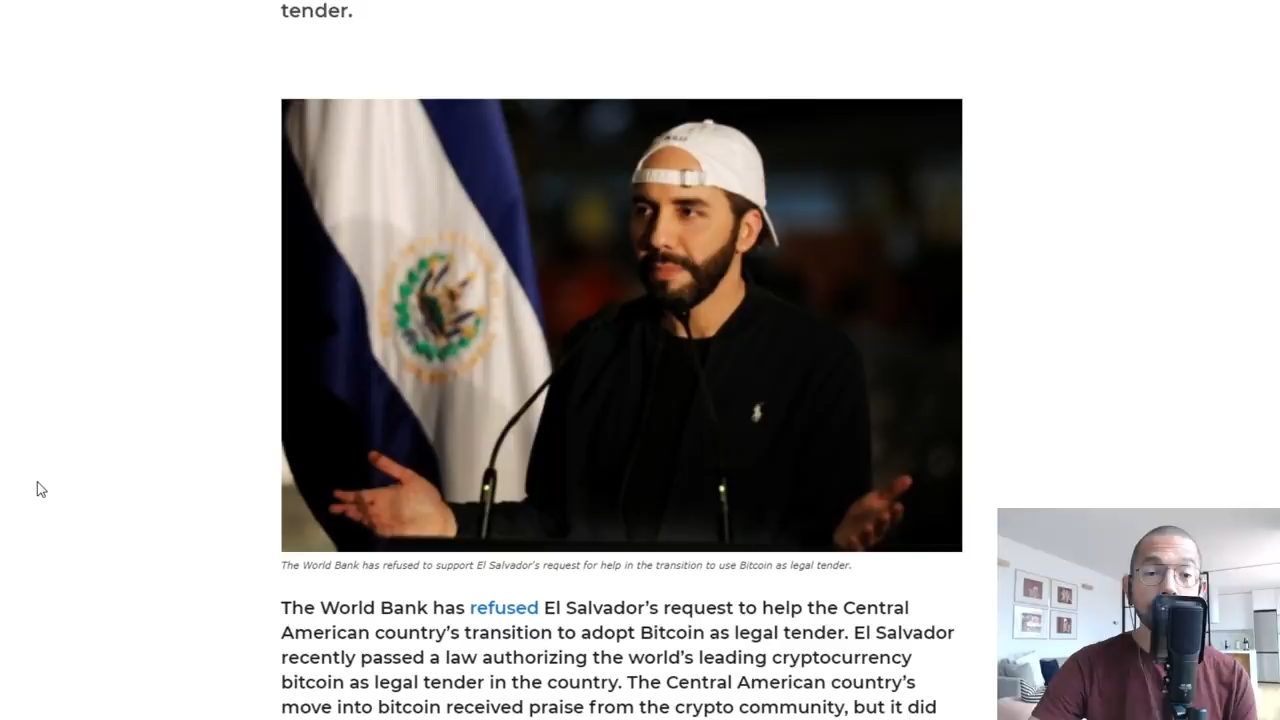 tender.
The World Bank has refused to support El Salvador's request for help in the transition to use Bitcoin as legal tender.
The World Bank has refused El Salvador’s request to help the Central
American country’s transition to adopt Bitcoin as legal tender. El Salvador
recently passed a law authorizing the world’s leading cryptocurrency
bitcoin as legal tender in the country. The Central American country’s
move into bitcoin received praise from the crypto community, but it did